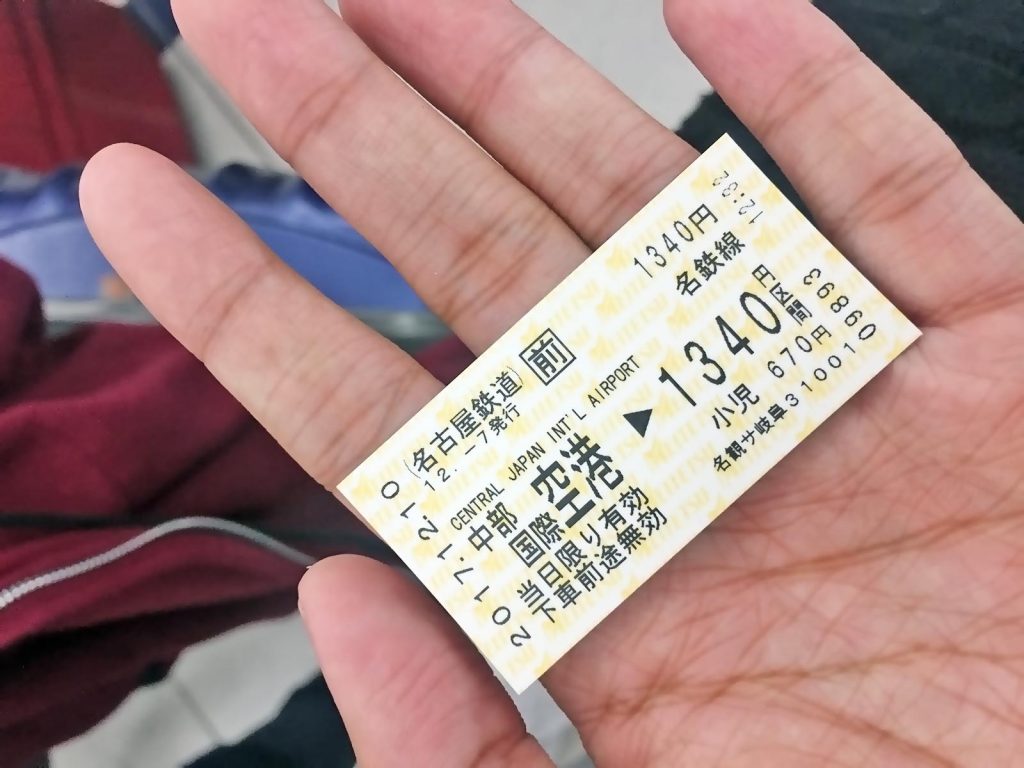 2017.12.10
(名古屋鉄道) 前 1340円
12.-7発行 名鉄線
CENTRAL JAPAN INT'L AIRPORT
中部国際空港 ▶ 1340円区間
当日限り有効 小児 670円
下車前途無効 名観サ岐阜310010